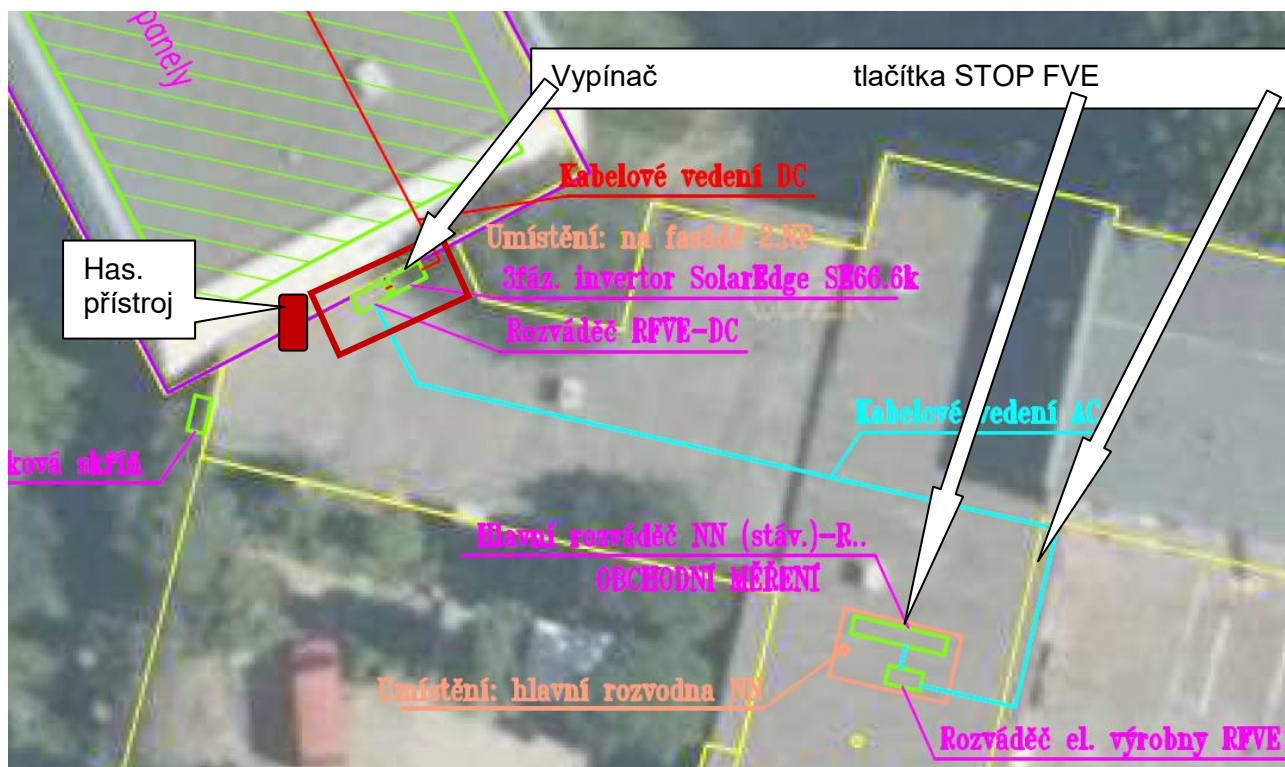 panely
Vypínač tlačítka STOP FVE
Kabelové vedení DC
Umístění: na fasádě 2.NP
Has.
přístroj
3fáz. invertor SolarEdge SE66.6k
Rozváděč RFVE-DC
Kabelové vedení AC
ková skříň
Hlavní rozváděč NN (stáv.)-R..
OBCHODNÍ MĚŘENÍ
Umístění: hlavní rozvodna NN
Rozváděč el. výrobny RFVE